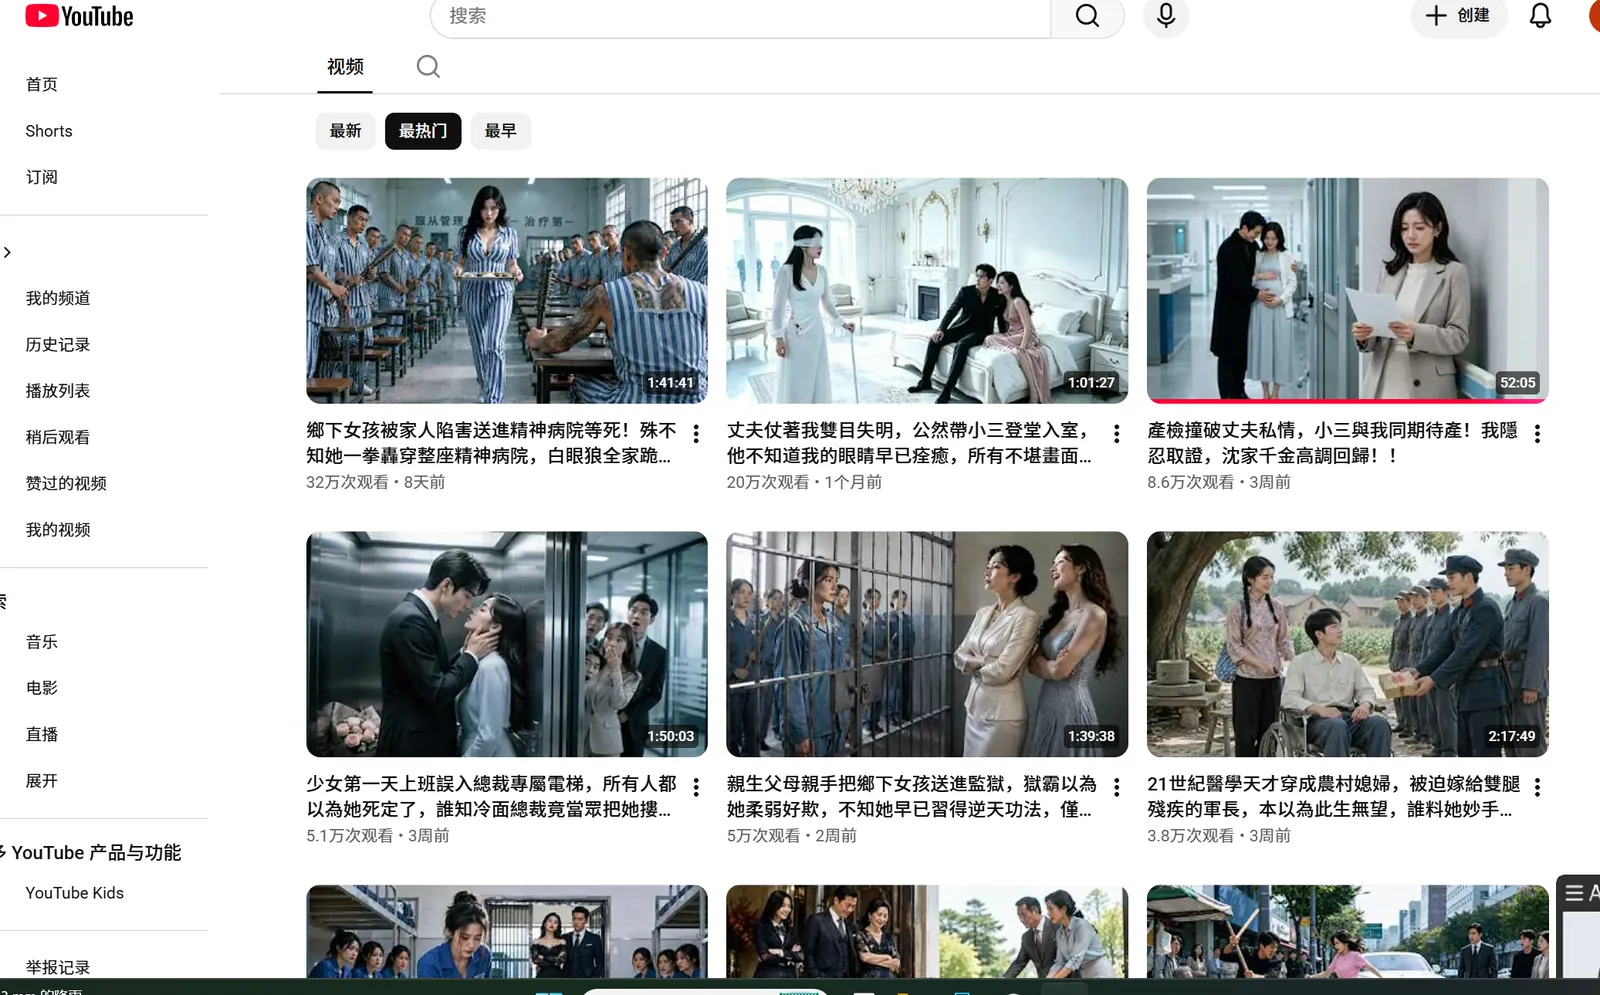 YouTube
搜索
创建
首页
Shorts
订阅
我的频道
历史记录
播放列表
稍后观看
赞过的视频
我的视频
音乐
电影
直播
展开
YouTube 产品与功能
YouTube Kids
举报记录
视频
最新
最热门
最早
服从管理
治疗第一
1:41:41
1:01:27
52:05
鄉下女孩被家人陷害送進精神病院等死！殊不
知她一拳轟穿整座精神病院，白眼狼全家跪...
32万次观看 • 8天前
丈夫仗著我雙目失明，公然帶小三登堂入室，
他不知道我的眼睛早已痊癒，所有不堪畫面...
20万次观看 • 1个月前
產檢撞破丈夫私情，小三與我同期待產！我隱
忍取證，沈家千金高調回歸！！
8.6万次观看 • 3周前
1:50:03
1:39:38
2:17:49
少女第一天上班誤入總裁專屬電梯，所有人都
以為她死定了，誰知冷面總裁竟當眾把她摟...
5.1万次观看 • 3周前
親生父母親手把鄉下女孩送進監獄，獄霸以為
她柔弱好欺，不知她早已習得逆天功法，僅...
5万次观看 • 2周前
21世紀醫學天才穿成農村媳婦，被迫嫁給雙腿
殘疾的軍長，本以為此生無望，誰料她妙手...
3.8万次观看 • 3周前